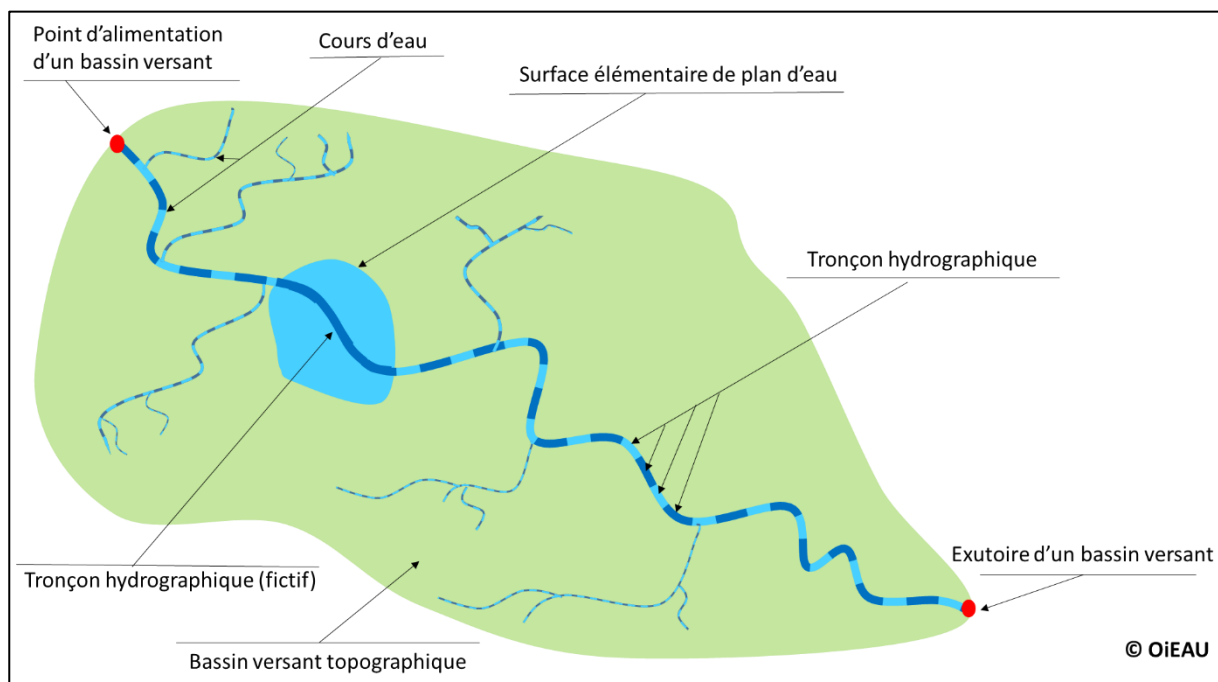 Point d’alimentation
d’un bassin versant
Cours d’eau
Surface élémentaire de plan d’eau
Tronçon hydrographique
Tronçon hydrographique (fictif)
Exutoire d’un bassin versant
Bassin versant topographique
© OiEAU